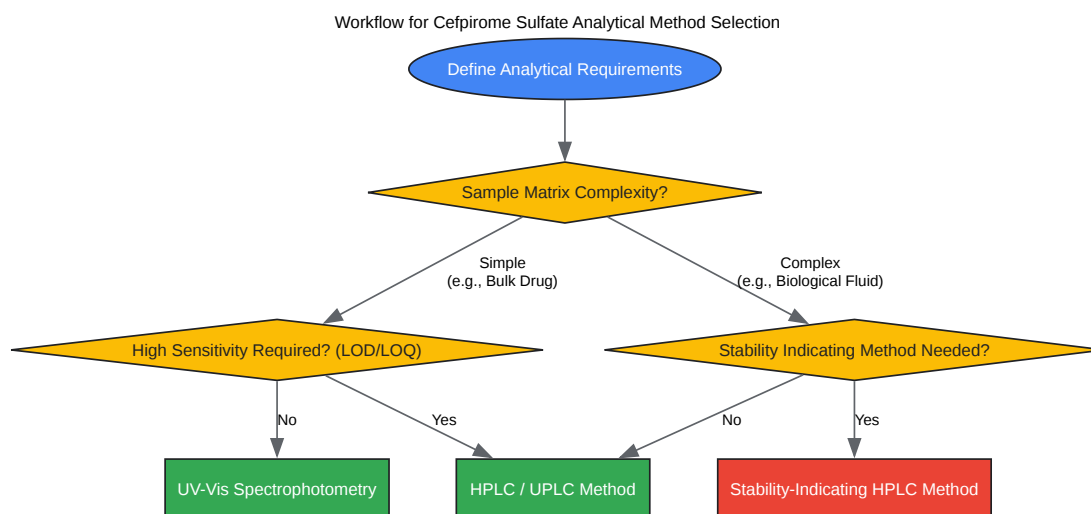 Workflow for Cefpirome Sulfate Analytical Method Selection
Define Analytical Requirements
Sample Matrix Complexity?
Simple
(e.g., Bulk Drug)
Complex
(e.g., Biological Fluid)
High Sensitivity Required? (LOD/LOQ)
Stability Indicating Method Needed?
No
Yes
No
Yes
UV-Vis Spectrophotometry
HPLC / UPLC Method
Stability-Indicating HPLC Method